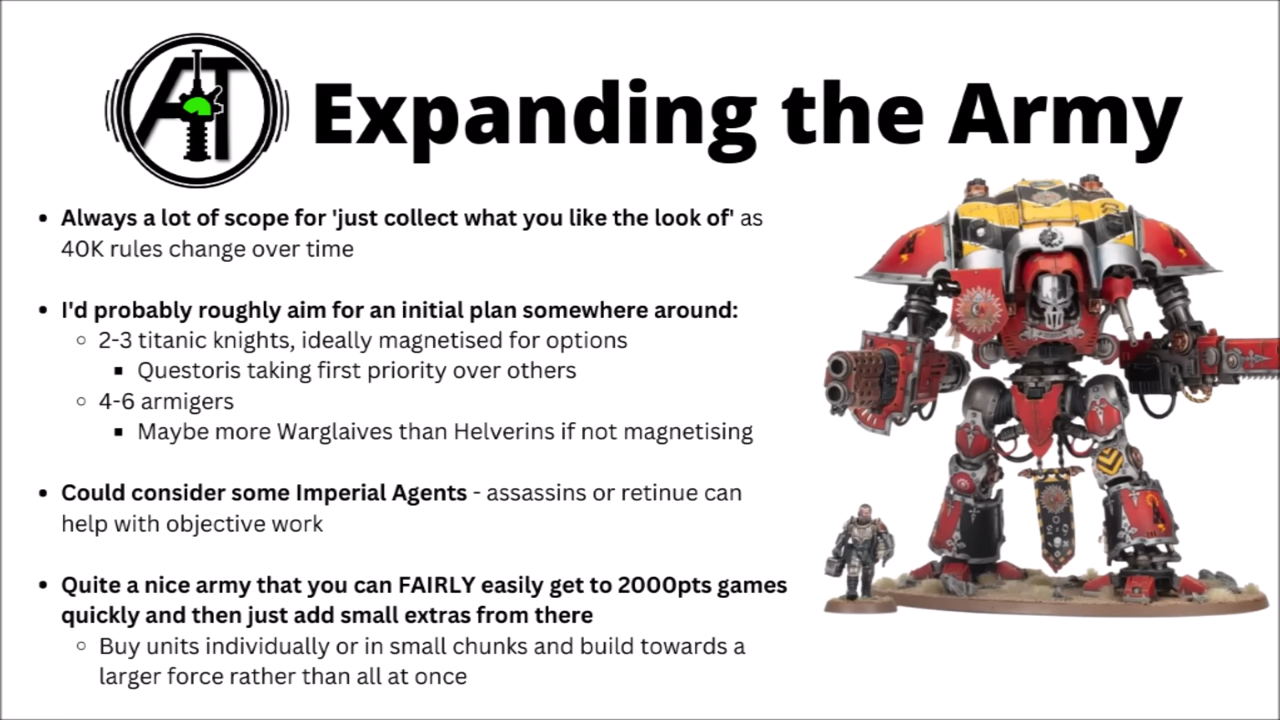 AT
Expanding the Army
• Always a lot of scope for 'just collect what you like the look of' as
40K rules change over time
• I'd probably roughly aim for an initial plan somewhere around:
○ 2-3 titanic knights, ideally magnetised for options
▪ Questoris taking first priority over others
○ 4-6 armigers
▪ Maybe more Warglaives than Helverins if not magnetising
• Could consider some Imperial Agents - assassins or retinue can
help with objective work
• Quite a nice army that you can FAIRLY easily get to 2000pts games
quickly and then just add small extras from there
○ Buy units individually or in small chunks and build towards a
larger force rather than all at once